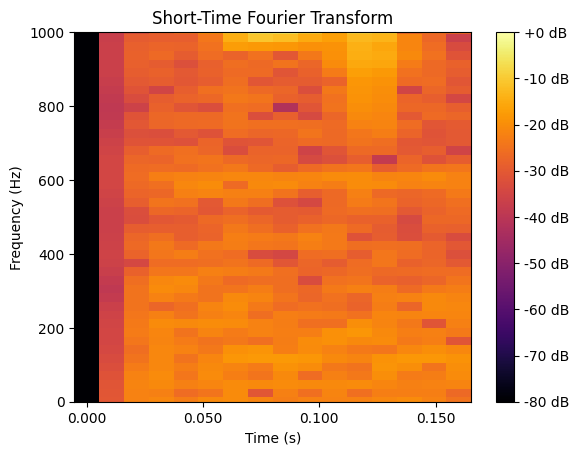 Short-Time Fourier Transform
1000
800
600
400
200
0
Frequency (Hz)
0.000
0.050
0.100
0.150
Time (s)
+0 dB
-10 dB
-20 dB
-30 dB
-40 dB
-50 dB
-60 dB
-70 dB
-80 dB